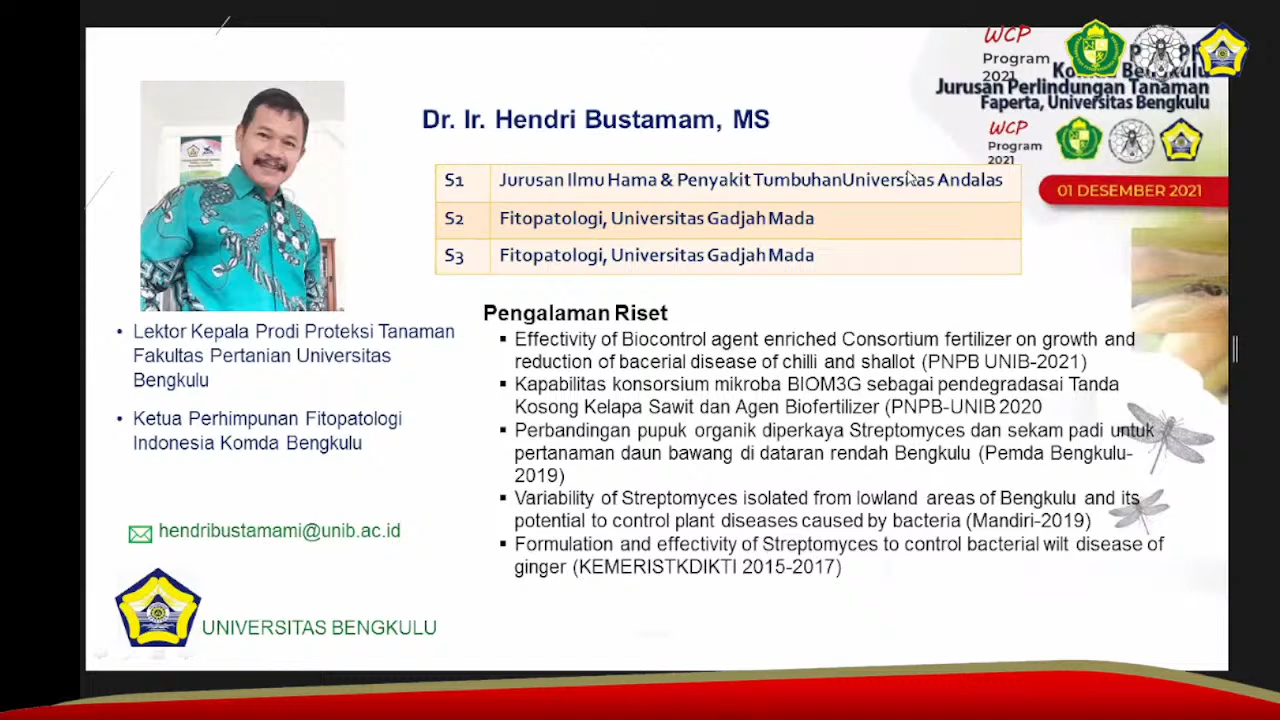 WCP
Program
2021
Jurusan Perlindungan Tanaman
Faperta, Universitas Bengkulu
WCP
Program
2021
01 DESEMBER 2021
Dr. Ir. Hendri Bustamam, MS
S1 Jurusan Ilmu Hama & Penyakit TumbuhanUniversitas Andalas
S2 Fitopatologi, Universitas Gadjah Mada
S3 Fitopatologi, Universitas Gadjah Mada
• Lektor Kepala Prodi Proteksi Tanaman
Fakultas Pertanian Universitas
Bengkulu
• Ketua Perhimpunan Fitopatologi
Indonesia Komda Bengkulu
hendribustamami@unib.ac.id
UNIVERSITAS BENGKULU
Pengalaman Riset
▪ Effectivity of Biocontrol agent enriched Consortium fertilizer on growth and
reduction of bacerial disease of chilli and shallot (PNPB UNIB-2021)
▪ Kapabilitas konsorsium mikroba BIOM3G sebagai pendegradasai Tanda
Kosong Kelapa Sawit dan Agen Biofertilizer (PNPB-UNIB 2020
▪ Perbandingan pupuk organik diperkaya Streptomyces dan sekam padi untuk
pertanaman daun bawang di dataran rendah Bengkulu (Pemda Bengkulu-
2019)
▪ Variability of Streptomyces isolated from lowland areas of Bengkulu and its
potential to control plant diseases caused by bacteria (Mandiri-2019)
▪ Formulation and effectivity of Streptomyces to control bacterial wilt disease of
ginger (KEMERISTKDIKTI 2015-2017)